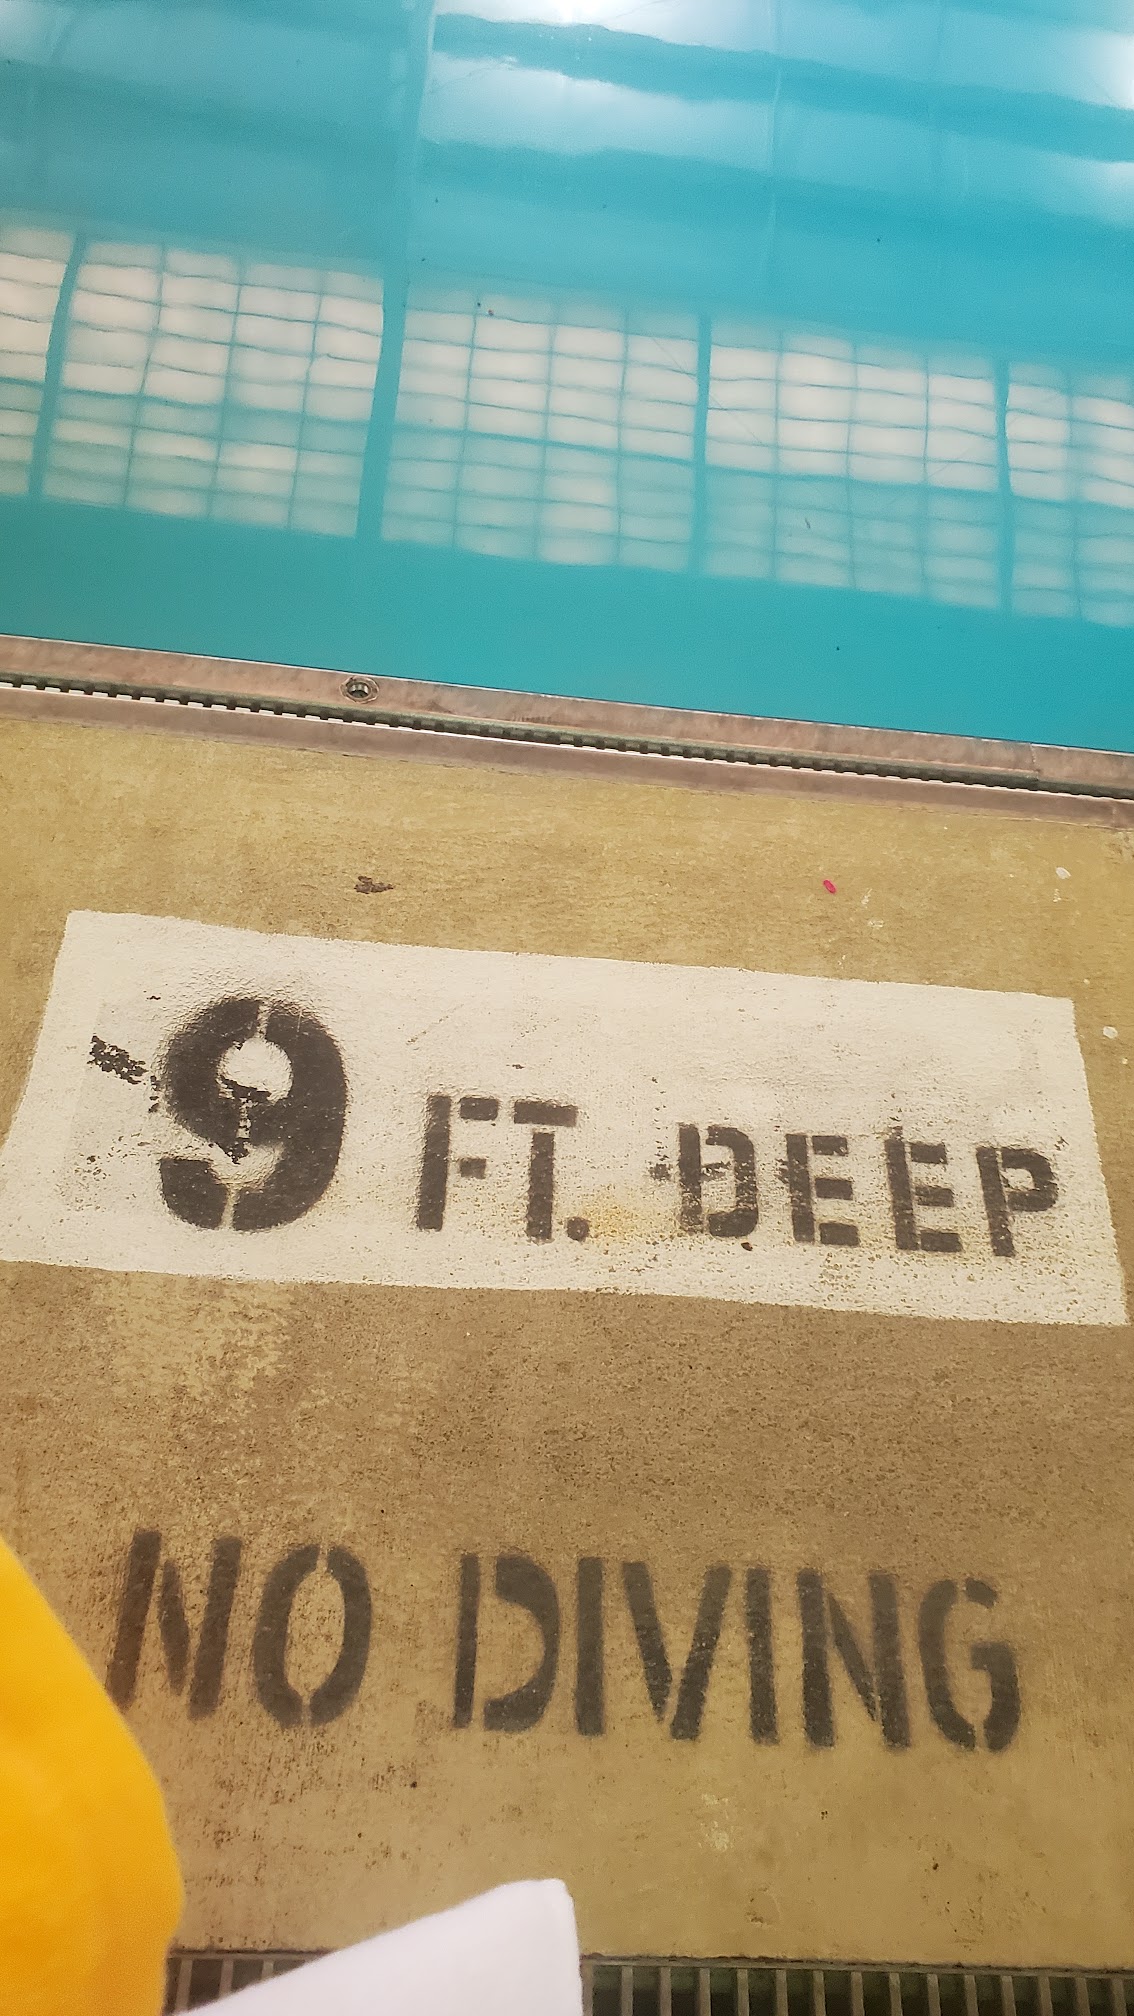 9 FT. DEEP
NO DIVING